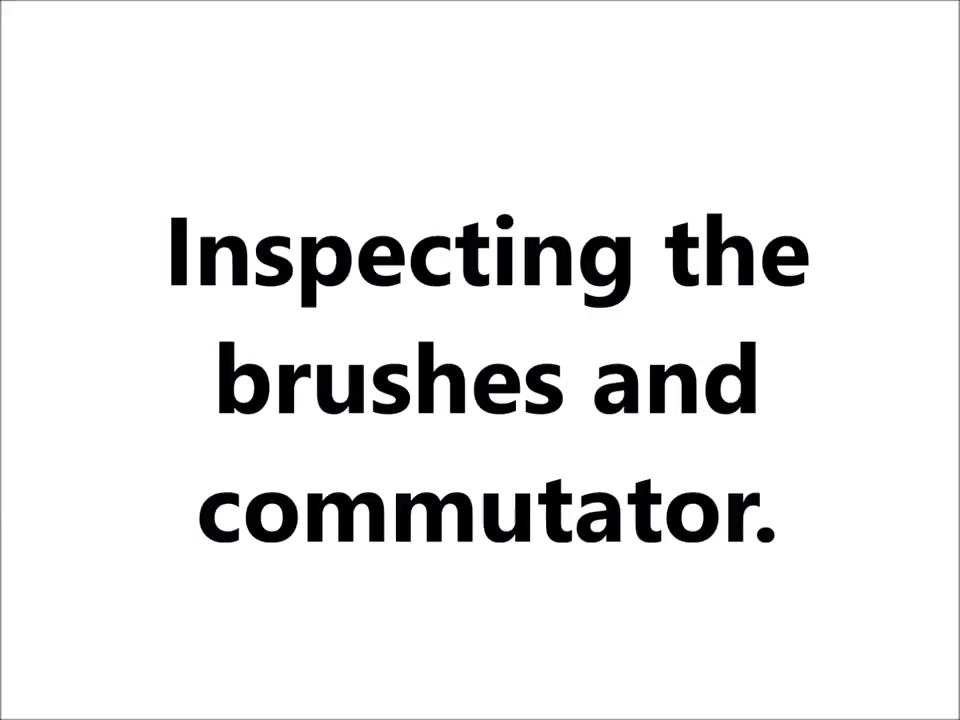 Inspecting the
brushes and
commutator.